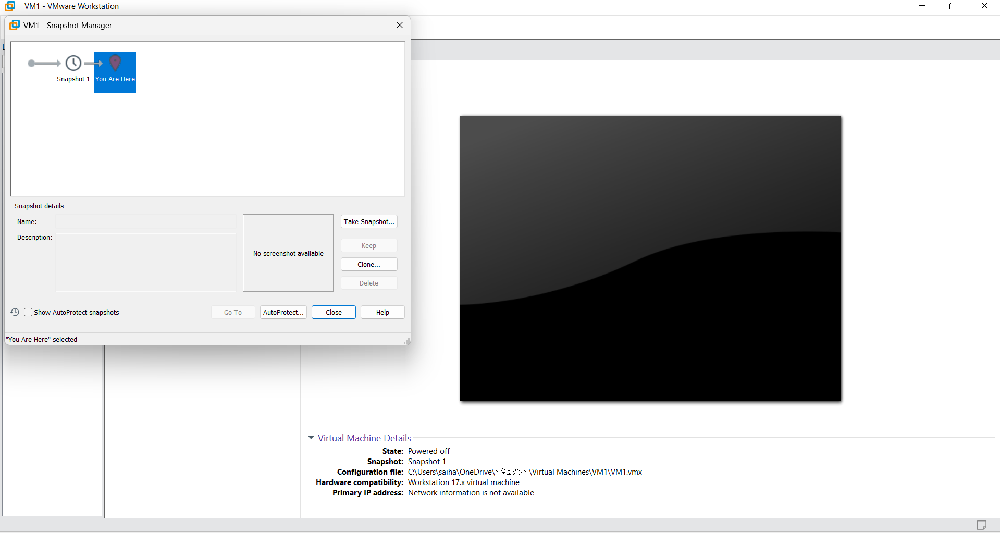 VM1 - VMware Workstation
VM1 - Snapshot Manager
Snapshot 1
You Are Here
Snapshot details
Name:
Take Snapshot...
Description:
Keep
No screenshot available
Clone...
Delete
Show AutoProtect snapshots
Go To
AutoProtect...
Close
Help
"You Are Here" selected
Virtual Machine Details
State: Powered off
Snapshot: Snapshot 1
Configuration file: C:\Users\saiha\OneDrive\ドキュメント\Virtual Machines\VM1\VM1.vmx
Hardware compatibility: Workstation 17.x virtual machine
Primary IP address: Network information is not available